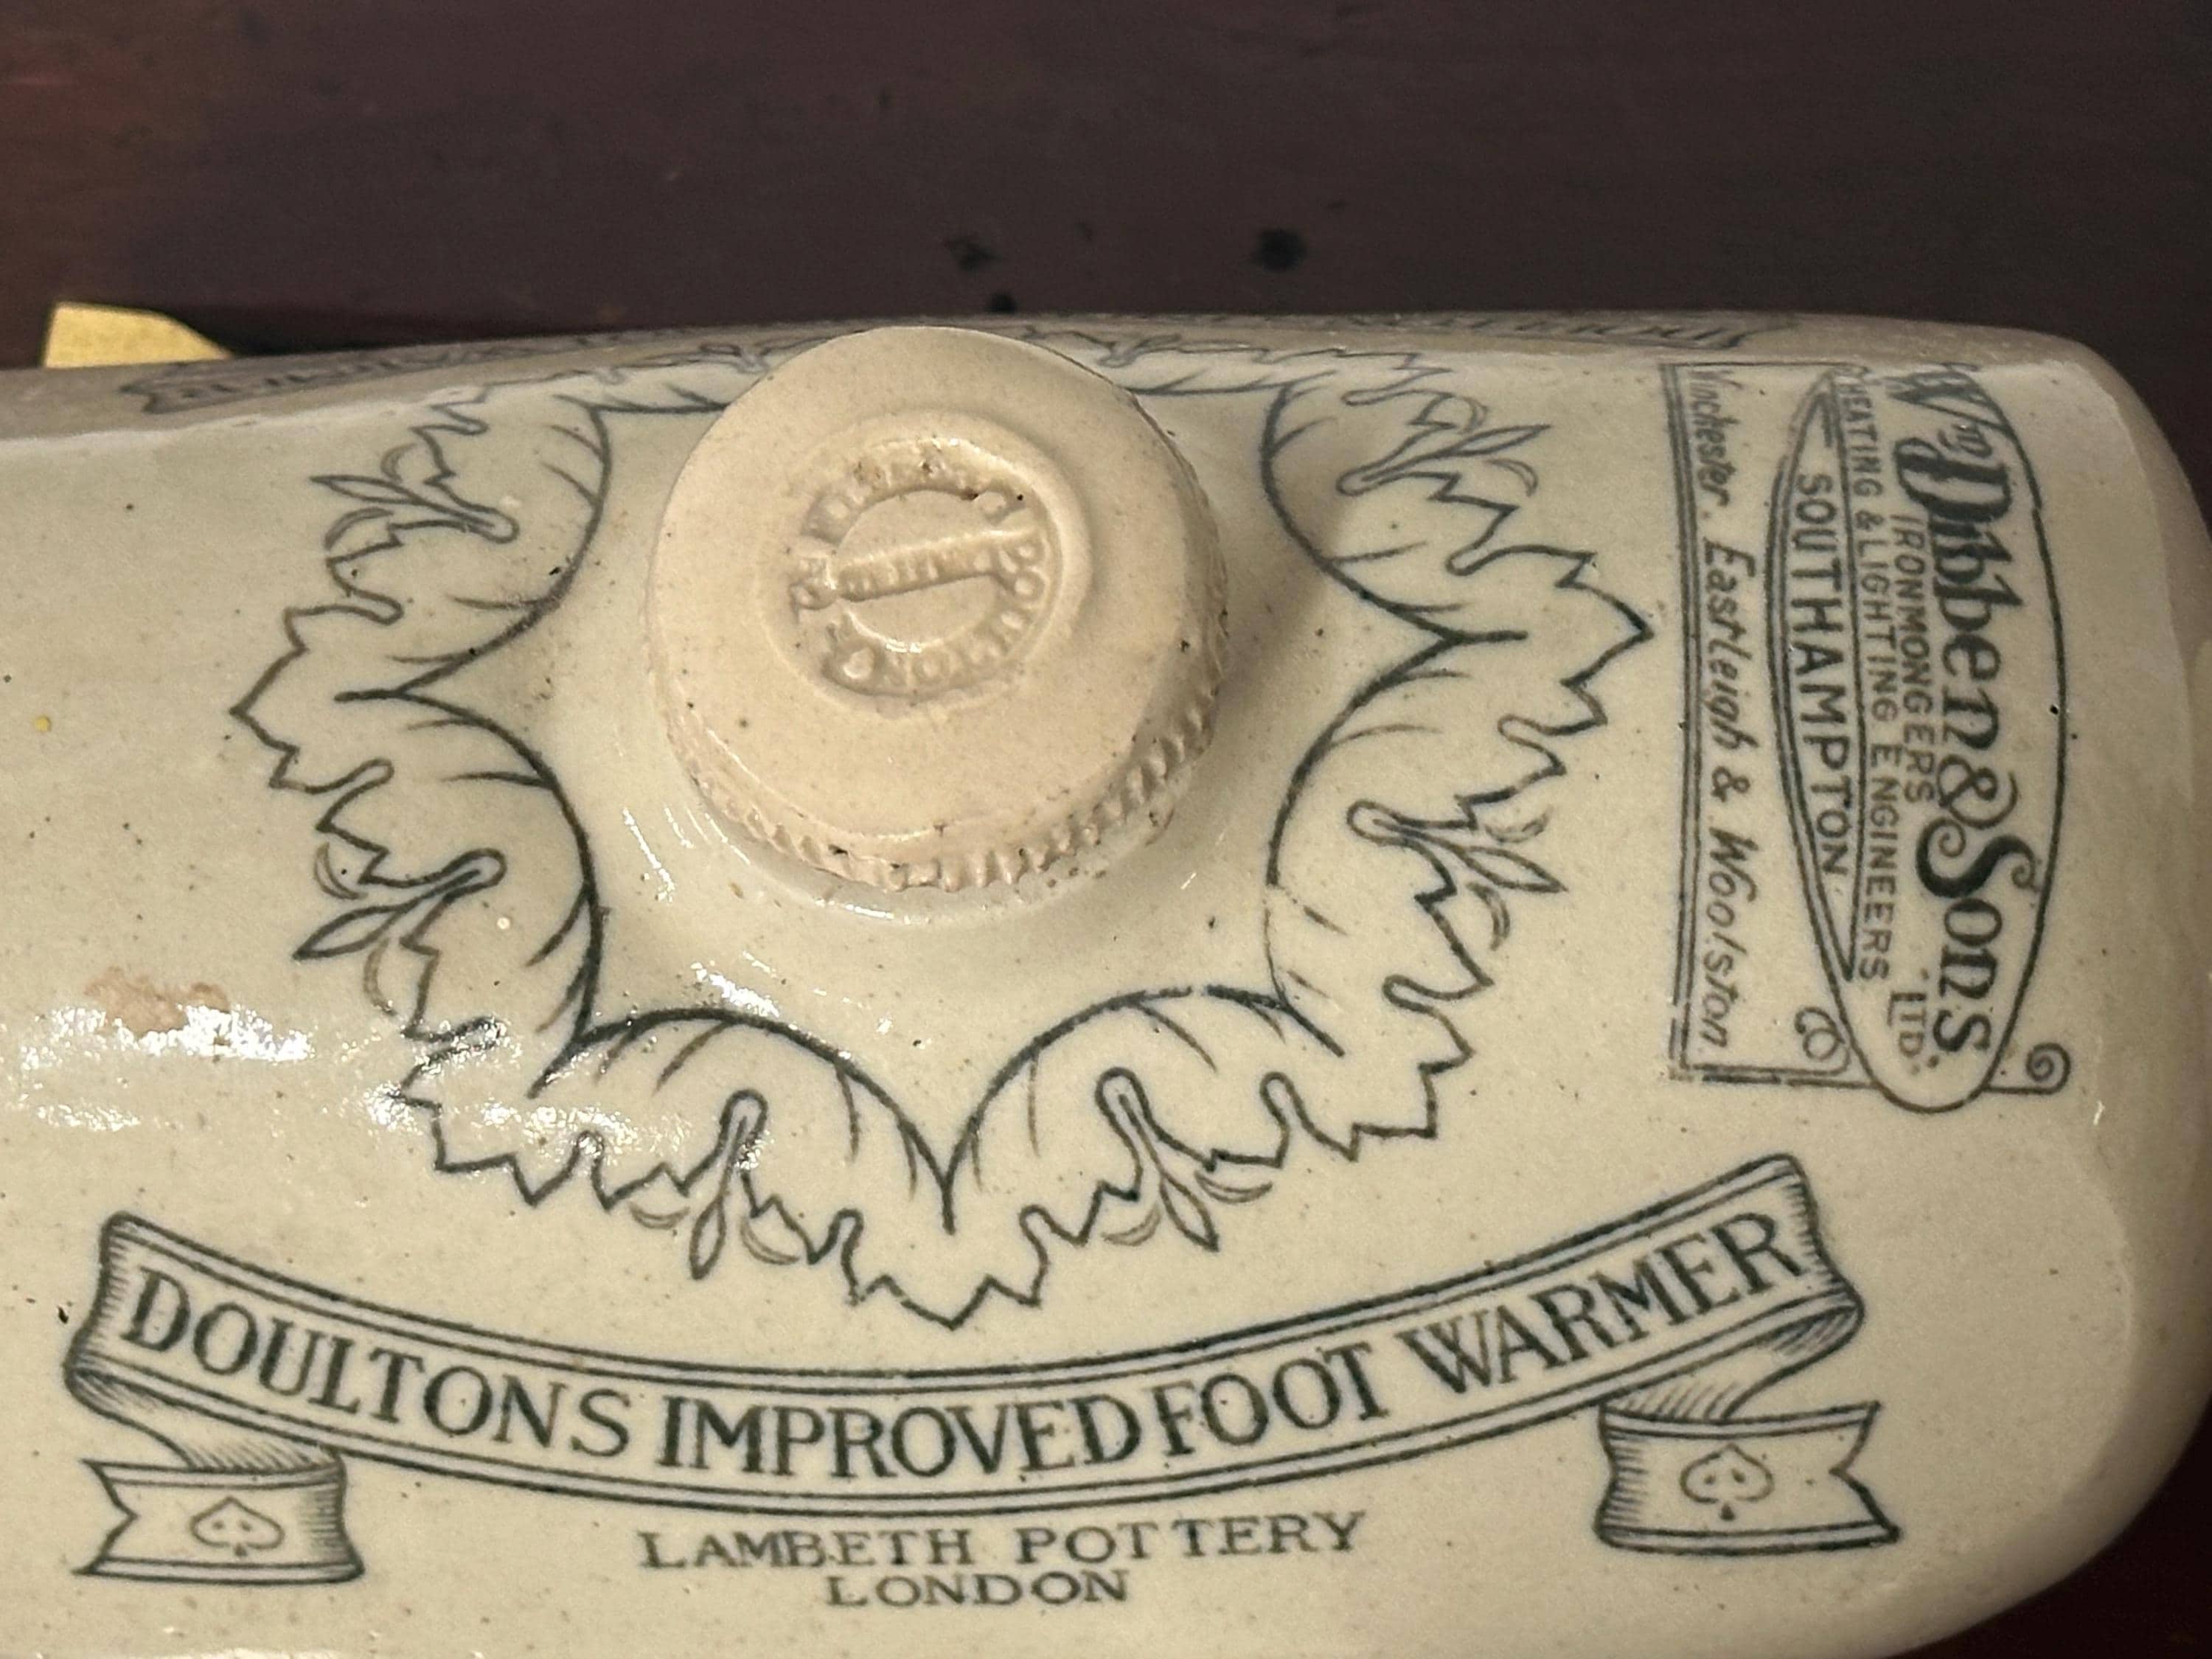 DOULTONS IMPROVED FOOT WARMER
LAMBETH POTTERY
LONDON
Wm Dibben & Sons LTD.
IRONMONGERS
HEATING & LIGHTING ENGINEERS
SOUTHAMPTON
Winchester. Eastleigh & Woolston
DOULTON